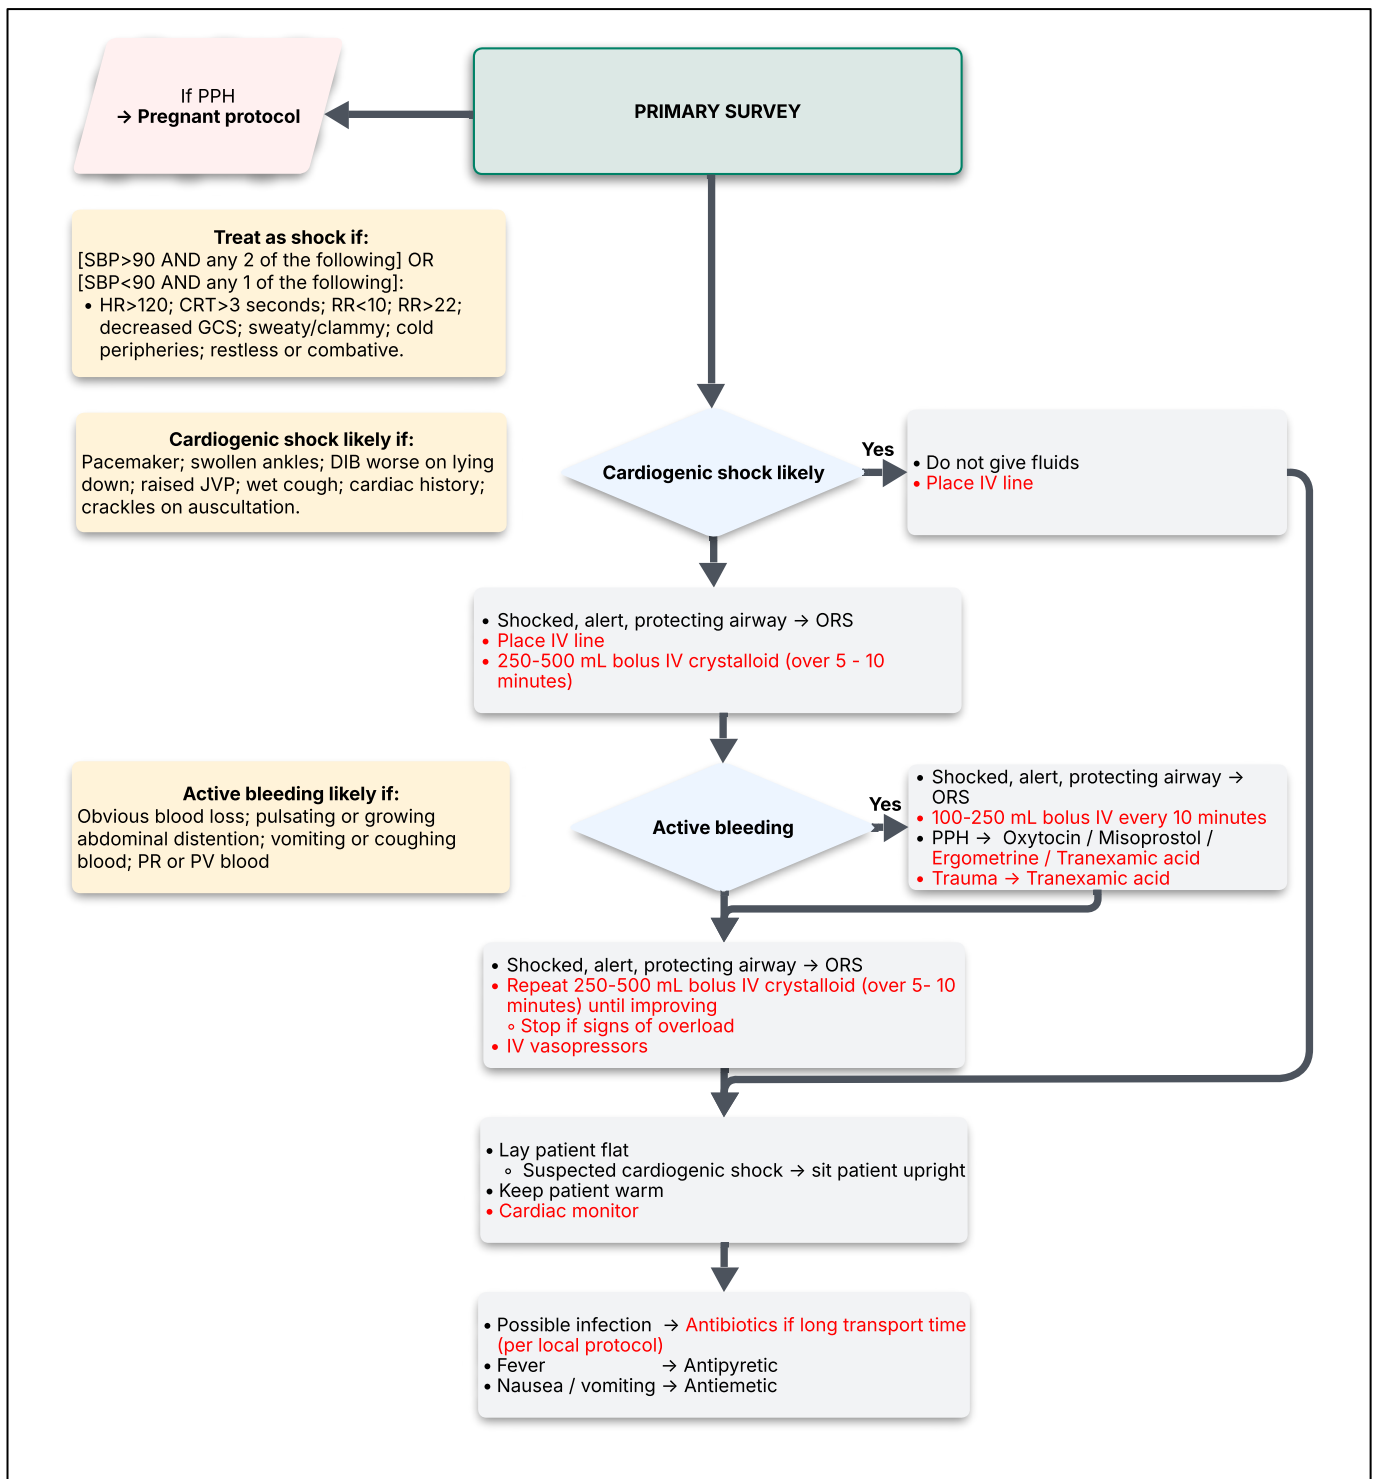 If PPH
→ Pregnant protocol
PRIMARY SURVEY
Treat as shock if:
[SBP>90 AND any 2 of the following] OR
[SBP<90 AND any 1 of the following]:
• HR>120; CRT>3 seconds; RR<10; RR>22;
decreased GCS; sweaty/clammy; cold
peripheries; restless or combative.
Cardiogenic shock likely if:
Pacemaker; swollen ankles; DIB worse on lying
down; raised JVP; wet cough; cardiac history;
crackles on auscultation.
Cardiogenic shock likely
Yes
• Do not give fluids
• Place IV line
• Shocked, alert, protecting airway → ORS
• Place IV line
• 250-500 mL bolus IV crystalloid (over 5 - 10
minutes)
Active bleeding likely if:
Obvious blood loss; pulsating or growing
abdominal distention; vomiting or coughing
blood; PR or PV blood
Active bleeding
Yes
• Shocked, alert, protecting airway →
ORS
• 100-250 mL bolus IV every 10 minutes
• PPH → Oxytocin / Misoprostol /
Ergometrine / Tranexamic acid
• Trauma → Tranexamic acid
• Shocked, alert, protecting airway → ORS
• Repeat 250-500 mL bolus IV crystalloid (over 5- 10
minutes) until improving
◦ Stop if signs of overload
• IV vasopressors
• Lay patient flat
◦ Suspected cardiogenic shock → sit patient upright
• Keep patient warm
• Cardiac monitor
• Possible infection → Antibiotics if long transport time
(per local protocol)
• Fever → Antipyretic
• Nausea / vomiting → Antiemetic